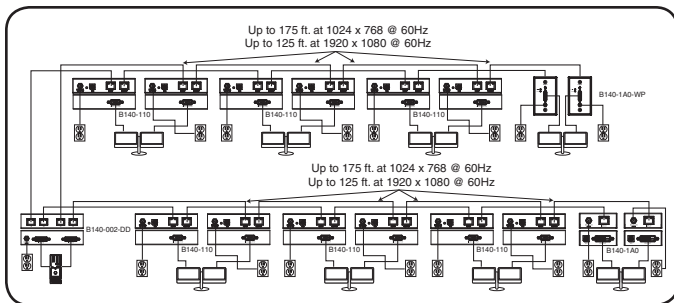 Up to 175 ft. at 1024 x 768 @ 60Hz
Up to 125 ft. at 1920 x 1080 @ 60Hz
B140-1A0-WP
B140-110
B140-110
B140-110
Up to 175 ft. at 1024 x 768 @ 60Hz
Up to 125 ft. at 1920 x 1080 @ 60Hz
B140-002-DD
B140-110
B140-110
B140-110
B140-1A0